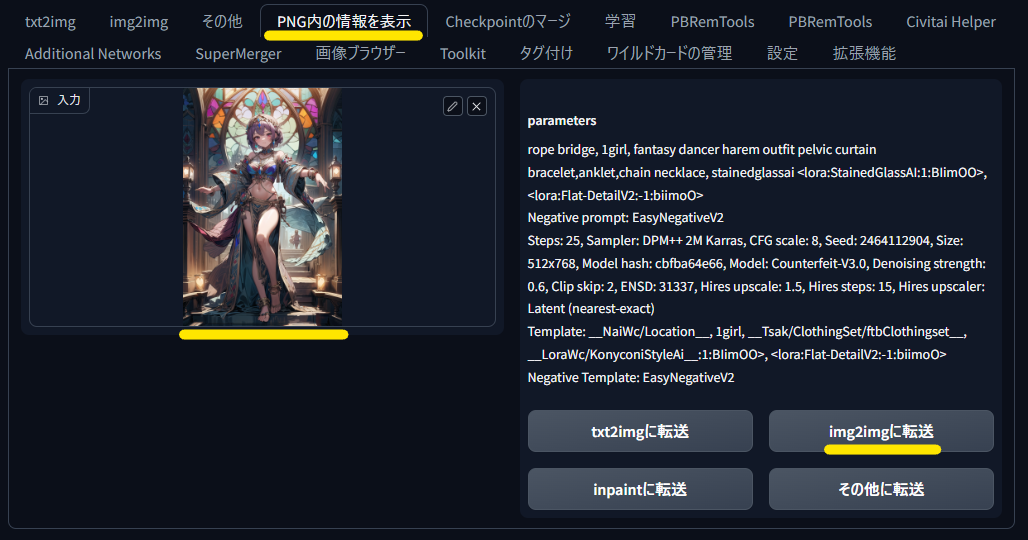 txt2img img2img その他 PNG内の情報を表示 Checkpointのマージ 学習 PBRemTools PBRemTools Civitai Helper
Additional Networks SuperMerger 画像ブラウザー Toolkit タグ付け ワイルドカードの管理 設定 拡張機能
入力
parameters
rope bridge, 1girl, fantasy dancer harem outfit pelvic curtain
bracelet,anklet,chain necklace, stainedglassai <lora:StainedGlassAI:1:BIimOO>,
<lora:Flat-DetailV2:-1:biimoO>
Negative prompt: EasyNegativeV2
Steps: 25, Sampler: DPM++ 2M Karras, CFG scale: 8, Seed: 2464112904, Size:
512x768, Model hash: cbfba64e66, Model: Counterfeit-V3.0, Denoising strength:
0.6, Clip skip: 2, ENSD: 31337, Hires upscale: 1.5, Hires steps: 15, Hires upscaler:
Latent (nearest-exact)
Template: __NaiWc/Location__, 1girl, __Tsak/ClothingSet/ftbClothingset__,
__LoraWc/KonyconiStyleAi__:1:BIimOO>, <lora:Flat-DetailV2:-1:biimoO>
Negative Template: EasyNegativeV2
txt2imgに転送 img2imgに転送
inpaintに転送 その他に転送